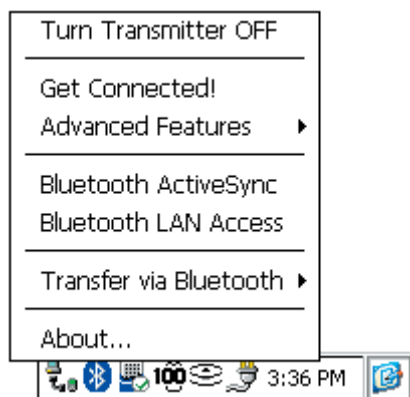 Turn Transmitter OFF
Get Connected!
Advanced Features
Bluetooth ActiveSync
Bluetooth LAN Access
Transfer via Bluetooth
About...
100 3:36 PM